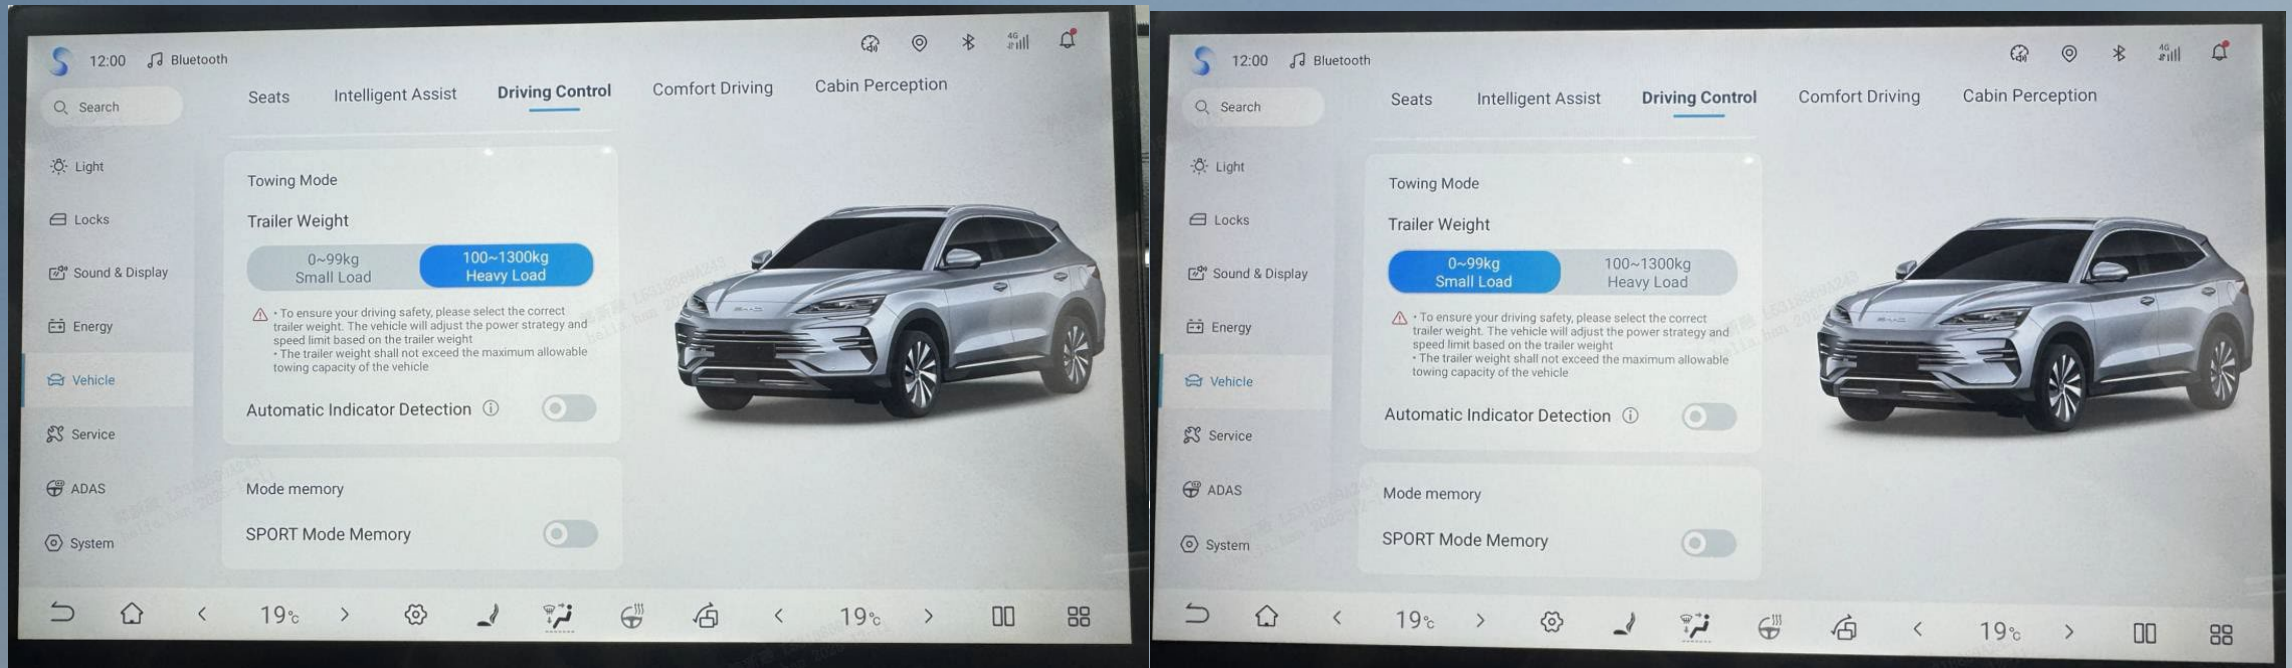 12:00 Bluetooth
4G
Search
Seats Intelligent Assist Driving Control Comfort Driving Cabin Perception
Light
Locks
Sound & Display
Energy
Vehicle
Service
ADAS
System
Towing Mode
Trailer Weight
0~99kg
Small Load
100~1300kg
Heavy Load
• To ensure your driving safety, please select the correct
trailer weight. The vehicle will adjust the power strategy and
speed limit based on the trailer weight
• The trailer weight shall not exceed the maximum allowable
towing capacity of the vehicle
Automatic Indicator Detection
Mode memory
SPORT Mode Memory
19°C
19°C
12:00 Bluetooth
4G
Search
Seats Intelligent Assist Driving Control Comfort Driving Cabin Perception
Light
Locks
Sound & Display
Energy
Vehicle
Service
ADAS
System
Towing Mode
Trailer Weight
0~99kg
Small Load
100~1300kg
Heavy Load
• To ensure your driving safety, please select the correct
trailer weight. The vehicle will adjust the power strategy and
speed limit based on the trailer weight
• The trailer weight shall not exceed the maximum allowable
towing capacity of the vehicle
Automatic Indicator Detection
Mode memory
SPORT Mode Memory
19°C
19°C